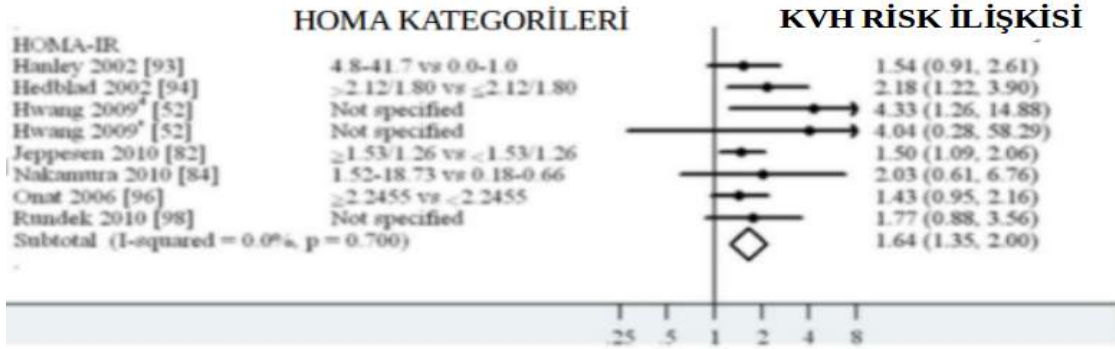 HOMA KATEGORİLERİ KVH RİSK İLİŞKİSİ
HOMA-IR
Hanley 2002 [93] 4.8-41.7 vs 0.0-1.0 1.54 (0.91, 2.61)
Hedblad 2002 [94] >2.12/1.80 vs ≤2.12/1.80 2.18 (1.22, 3.90)
Hwang 2009 [52] Not specified 4.33 (1.26, 14.88)
Hwang 2009* [52] Not specified 4.04 (0.28, 58.29)
Jeppesen 2010 [82] ≥1.53/1.26 vs <1.53/1.26 1.50 (1.09, 2.06)
Nakamura 2010 [84] 1.52-18.73 vs 0.18-0.66 2.03 (0.61, 6.76)
Onat 2006 [96] ≥2.2455 vs <2.2455 1.43 (0.95, 2.16)
Rundek 2010 [98] Not specified 1.77 (0.88, 3.56)
Subtotal (I-squared = 0.0%, p = 0.700) 1.64 (1.35, 2.00)
.25 .5 1 2 4 8